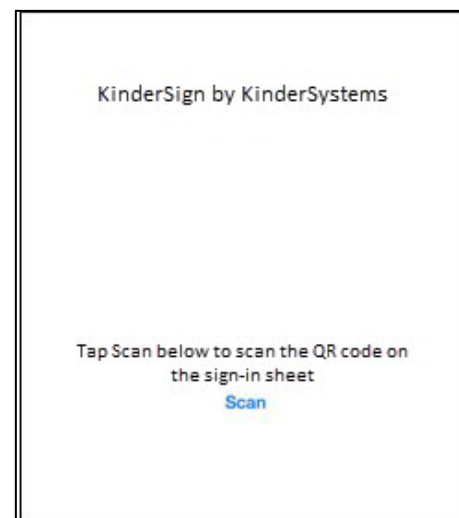 KinderSign by KinderSystems
Tap Scan below to scan the QR code on
the sign-in sheet
Scan